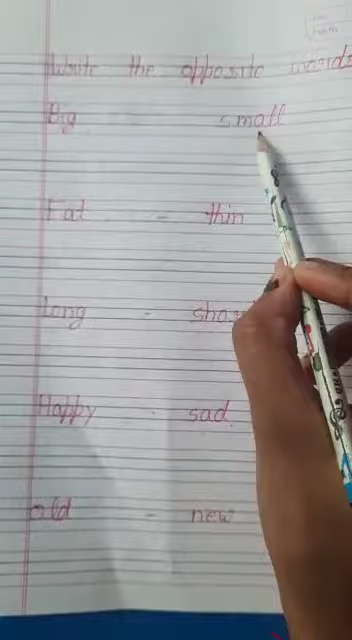 Write the opposite words
Big small
Fat - thin
Long - short
Happy - sad
old - new